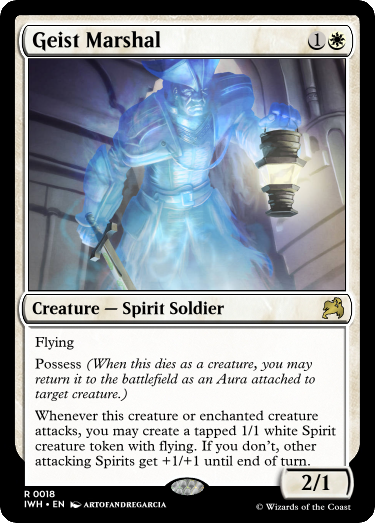 Geist Marshal 1
Creature — Spirit Soldier
Flying
Possess (When this dies as a creature, you may
return it to the battlefield as an Aura attached to
target creature.)
Whenever this creature or enchanted creature
attacks, you may create a tapped 1/1 white Spirit
creature token with flying. If you don't, other
attacking Spirits get +1/+1 until end of turn.
2/1
R 0018
IWH • EN ARTOFANDREGARCIA
© Wizards of the Coast